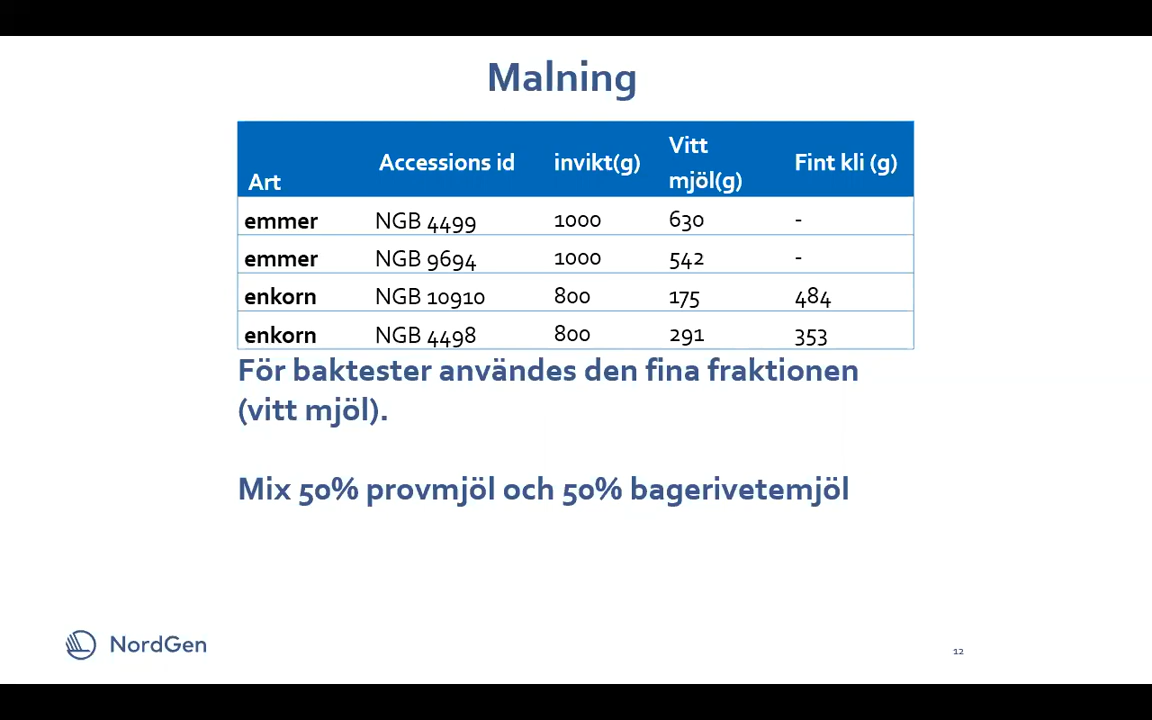 Malning
Art Accessions id invikt(g) Vitt mjöl(g) Fint kli (g)
emmer NGB 4499 1000 630 -
emmer NGB 9694 1000 542 -
enkorn NGB 10910 800 175 484
enkorn NGB 4498 800 291 353
För baktester användes den fina fraktionen
(vitt mjöl).
Mix 50% provmjöl och 50% bagerivetemjöl
NordGen
12